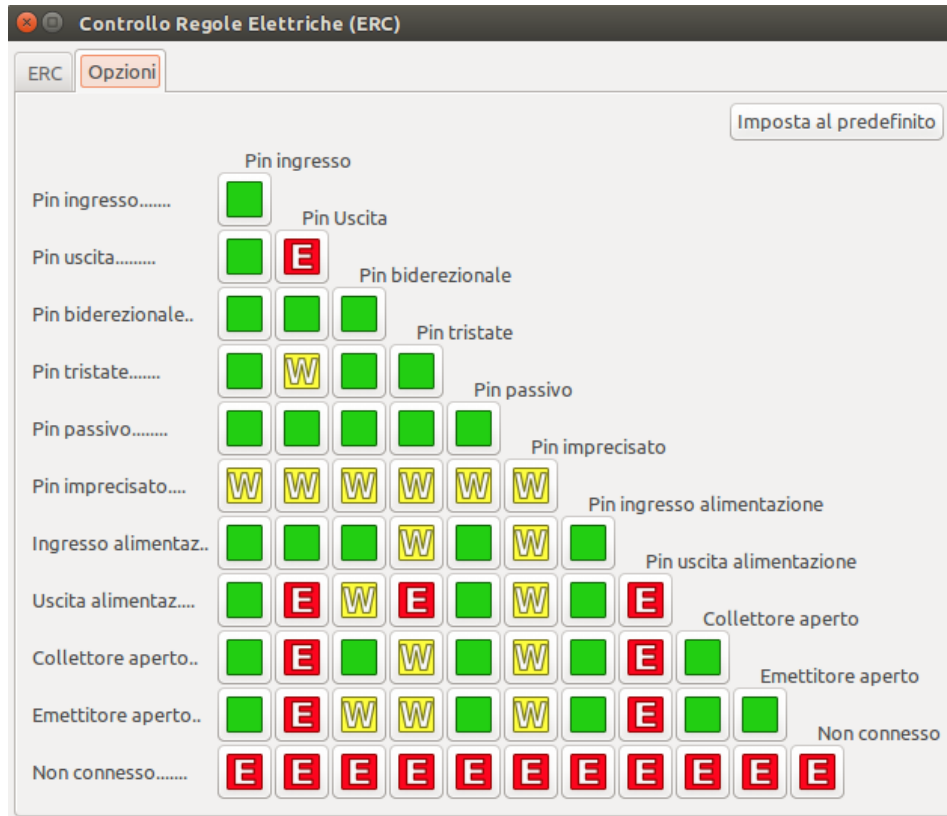 Controllo Regole Elettriche (ERC)
ERC Opzioni
Imposta al predefinito
Pin ingresso
Pin ingresso.......
Pin Uscita
Pin uscita......... E
Pin biderezionale
Pin biderezionale..
Pin tristate
Pin tristate....... W
Pin passivo
Pin passivo........
Pin imprecisato
Pin imprecisato.... W W W W W W
Pin ingresso alimentazione
Ingresso alimentaz.. W W
Pin uscita alimentazione
Uscita alimentaz.... E W E W E
Collettore aperto
Collettore aperto.. E W W E
Emettitore aperto
Emettitore aperto.. E W W W E
Non connesso
Non connesso....... E E E E E E E E E E E